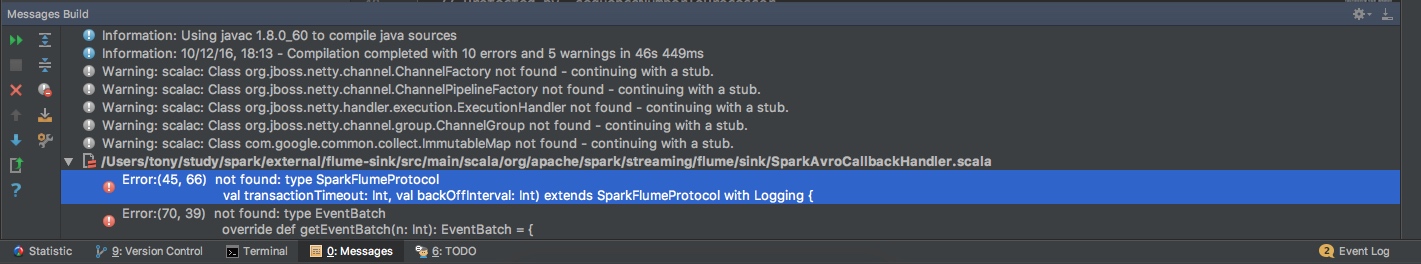 Messages Build
Information: Using javac 1.8.0_60 to compile java sources
Information: 10/12/16, 18:13 - Compilation completed with 10 errors and 5 warnings in 46s 449ms
Warning: scalac: Class org.jboss.netty.channel.ChannelFactory not found - continuing with a stub.
Warning: scalac: Class org.jboss.netty.channel.ChannelPipelineFactory not found - continuing with a stub.
Warning: scalac: Class org.jboss.netty.handler.execution.ExecutionHandler not found - continuing with a stub.
Warning: scalac: Class org.jboss.netty.channel.group.ChannelGroup not found - continuing with a stub.
Warning: scalac: Class com.google.common.collect.ImmutableMap not found - continuing with a stub.
/Users/tony/study/spark/external/flume-sink/src/main/scala/org/apache/spark/streaming/flume/sink/SparkAvroCallbackHandler.scala
Error:(45, 66) not found: type SparkFlumeProtocol
val transactionTimeout: Int, val backOffInterval: Int) extends SparkFlumeProtocol with Logging {
Error:(70, 39) not found: type EventBatch
override def getEventBatch(n: Int): EventBatch = {
Statistic 9: Version Control Terminal 0: Messages 6: TODO 2 Event Log